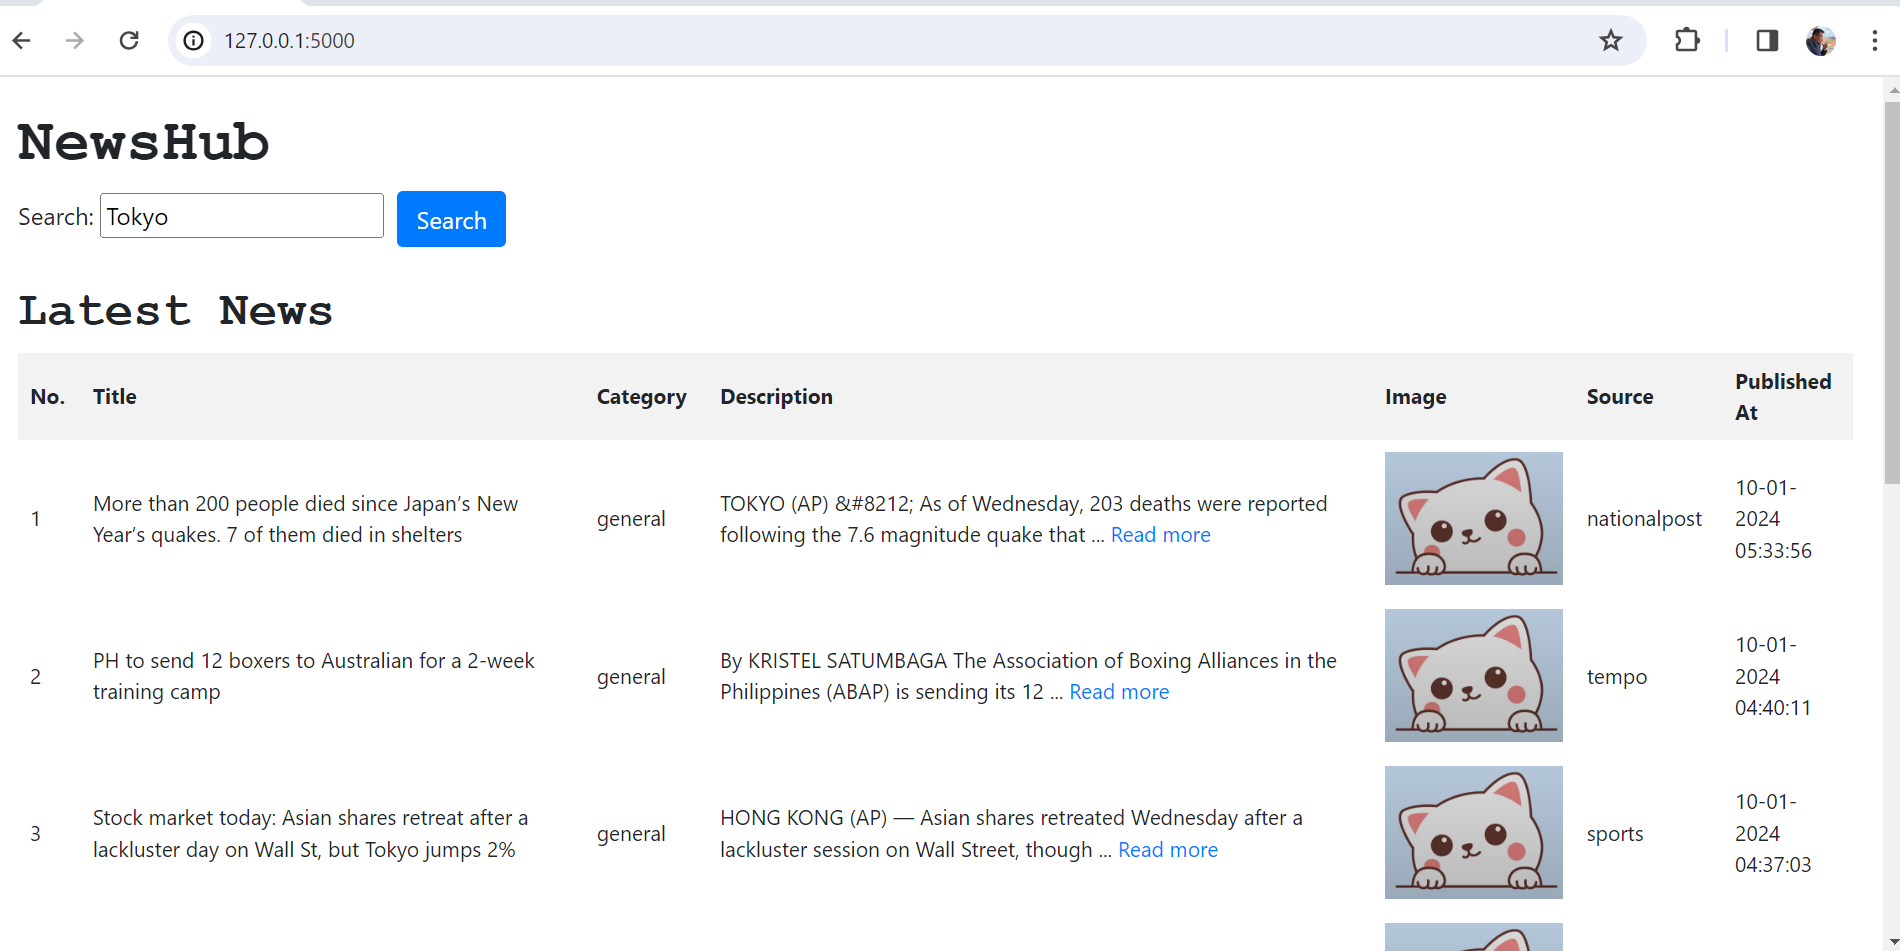 127.0.0.1:5000
NewsHub
Search: Tokyo Search
Latest News
No. Title Category Description Image Source Published
At
1
More than 200 people died since Japan’s New
Year’s quakes. 7 of them died in shelters
general
TOKYO (AP) &#8212; As of Wednesday, 203 deaths were reported
following the 7.6 magnitude quake that ... Read more
nationalpost
10-01-
2024
05:33:56
2
PH to send 12 boxers to Australian for a 2-week
training camp
general
By KRISTEL SATUMBAGA The Association of Boxing Alliances in the
Philippines (ABAP) is sending its 12 ... Read more
tempo
10-01-
2024
04:40:11
3
Stock market today: Asian shares retreat after a
lackluster day on Wall St, but Tokyo jumps 2%
general
HONG KONG (AP) — Asian shares retreated Wednesday after a
lackluster session on Wall Street, though ... Read more
sports
10-01-
2024
04:37:03